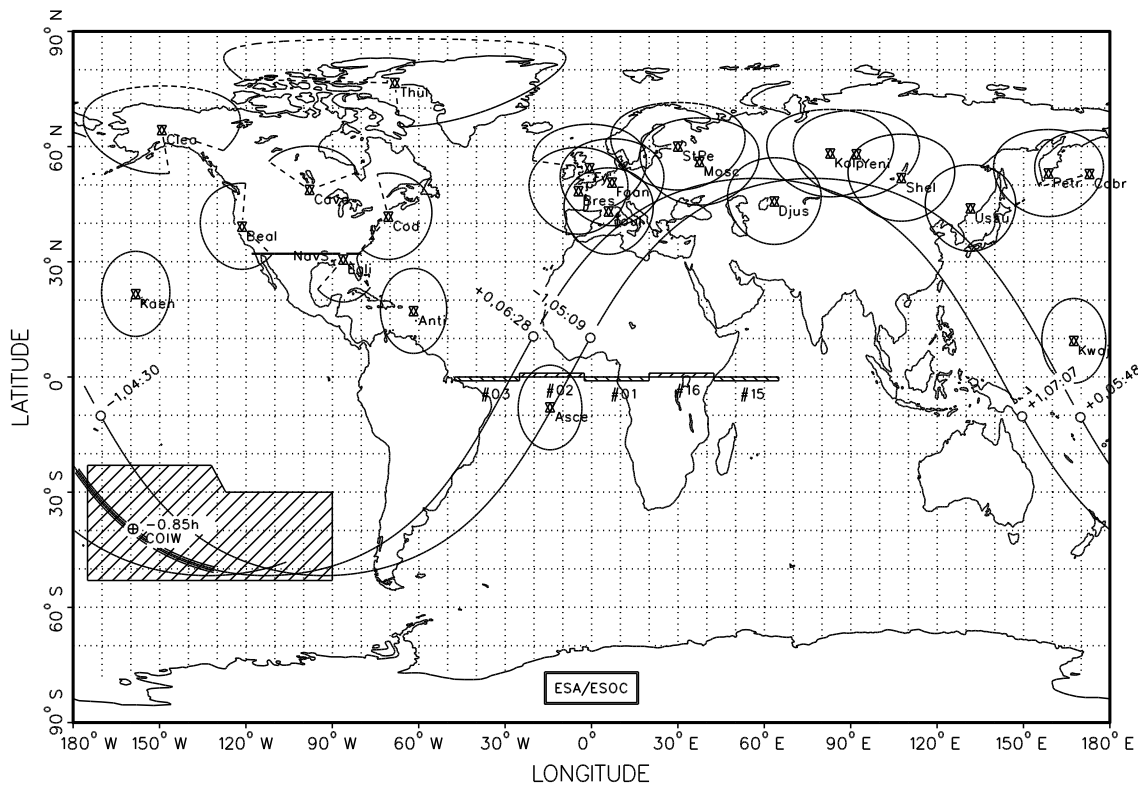 90° N
60° N
30° N
0°
30° S
60° S
90° S
LATITUDE
Thul
Clea
Cava
Cod
Beal
NavS
Egli
Kaen
Anti
StPe
Mosc
Fy
Bres
Djus
Shel
Ussu
Petr
Kwaj
Asce
+0,06:28
-1,05:09
-1,04:30
+1,07:07
+0,05:48
#03
#02
#01
#16
#15
-0.85h
COIW
ESA/ESOC
180° W
150° W
120° W
90° W
60° W
30° W
0°
30° E
60° E
90° E
120° E
150° E
180° E
LONGITUDE